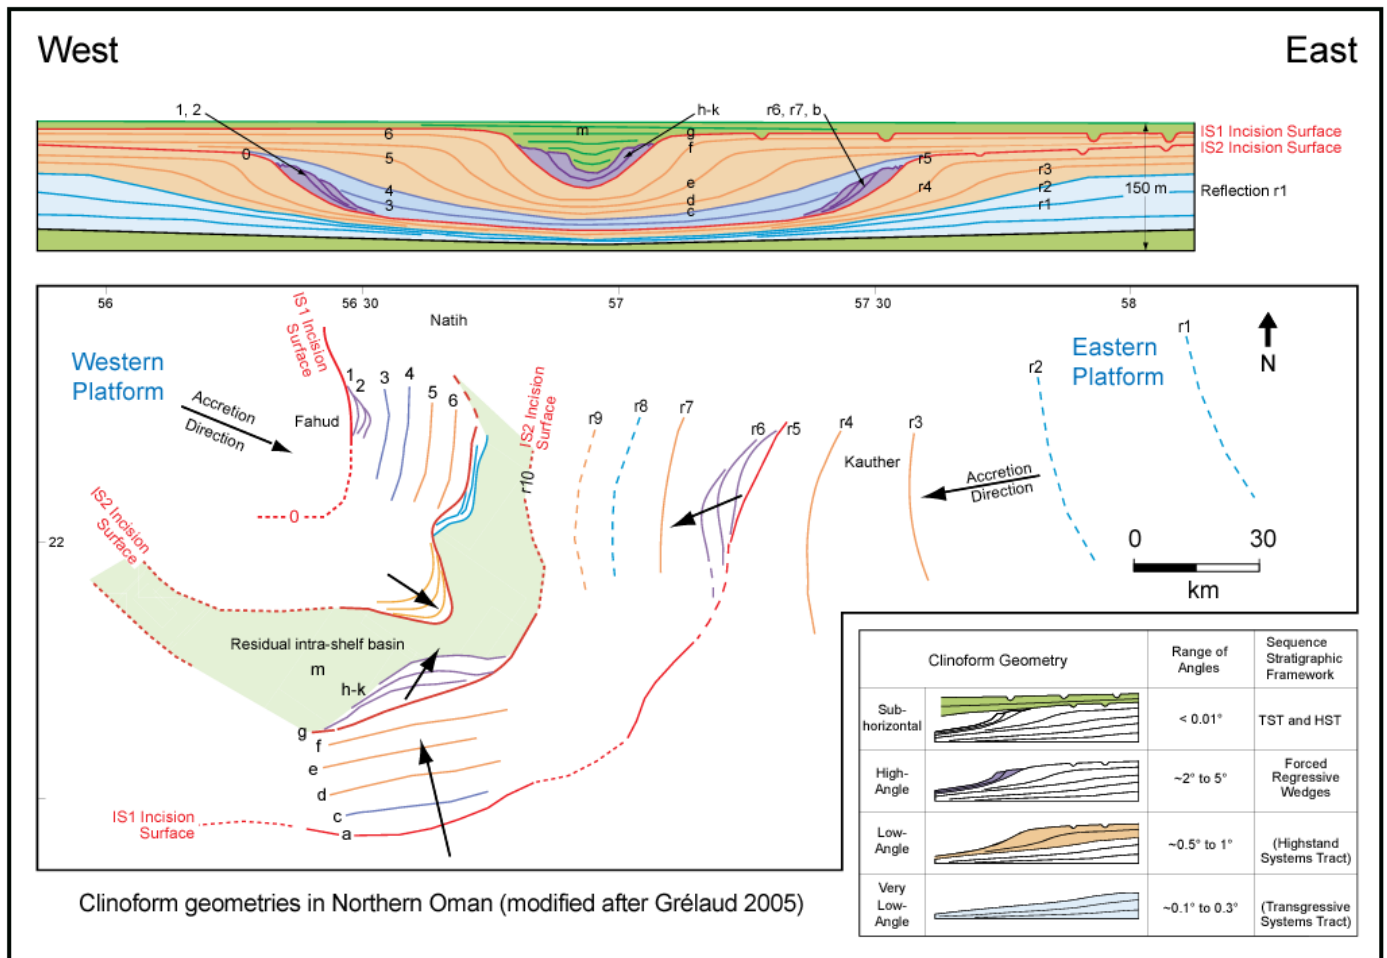 West
East
1, 2
h-k
r6, r7, b
m
g
f
6
5
0
4
3
e
d
c
r5
r4
r3
r2
r1
150 m
IS1 Incision Surface
IS2 Incision Surface
Reflection r1
56
56 30
57
57 30
58
Natih
IS1 Incision
Surface
Western
Platform
Accretion
Direction
Fahud
1
2
3
4
5
6
0
IS2 Incision
Surface
r10
r9
r8
r7
r6
r5
r4
r3
r2
r1
Kauther
Eastern
Platform
Accretion
Direction
N
0
30
km
22
IS2 Incision
Surface
Residual intra-shelf basin
m
h-k
g
f
e
d
c
a
IS1 Incision
Surface
Clinoform Geometry
Range of
Angles
Sequence
Stratigraphic
Framework
Sub-
horizontal
< 0.01°
TST and HST
High-
Angle
~2° to 5°
Forced
Regressive
Wedges
Low-
Angle
~0.5° to 1°
(Highstand
Systems Tract)
Very
Low-
Angle
~0.1° to 0.3°
(Transgressive
Systems Tract)
Clinoform geometries in Northern Oman (modified after Grélaud 2005)